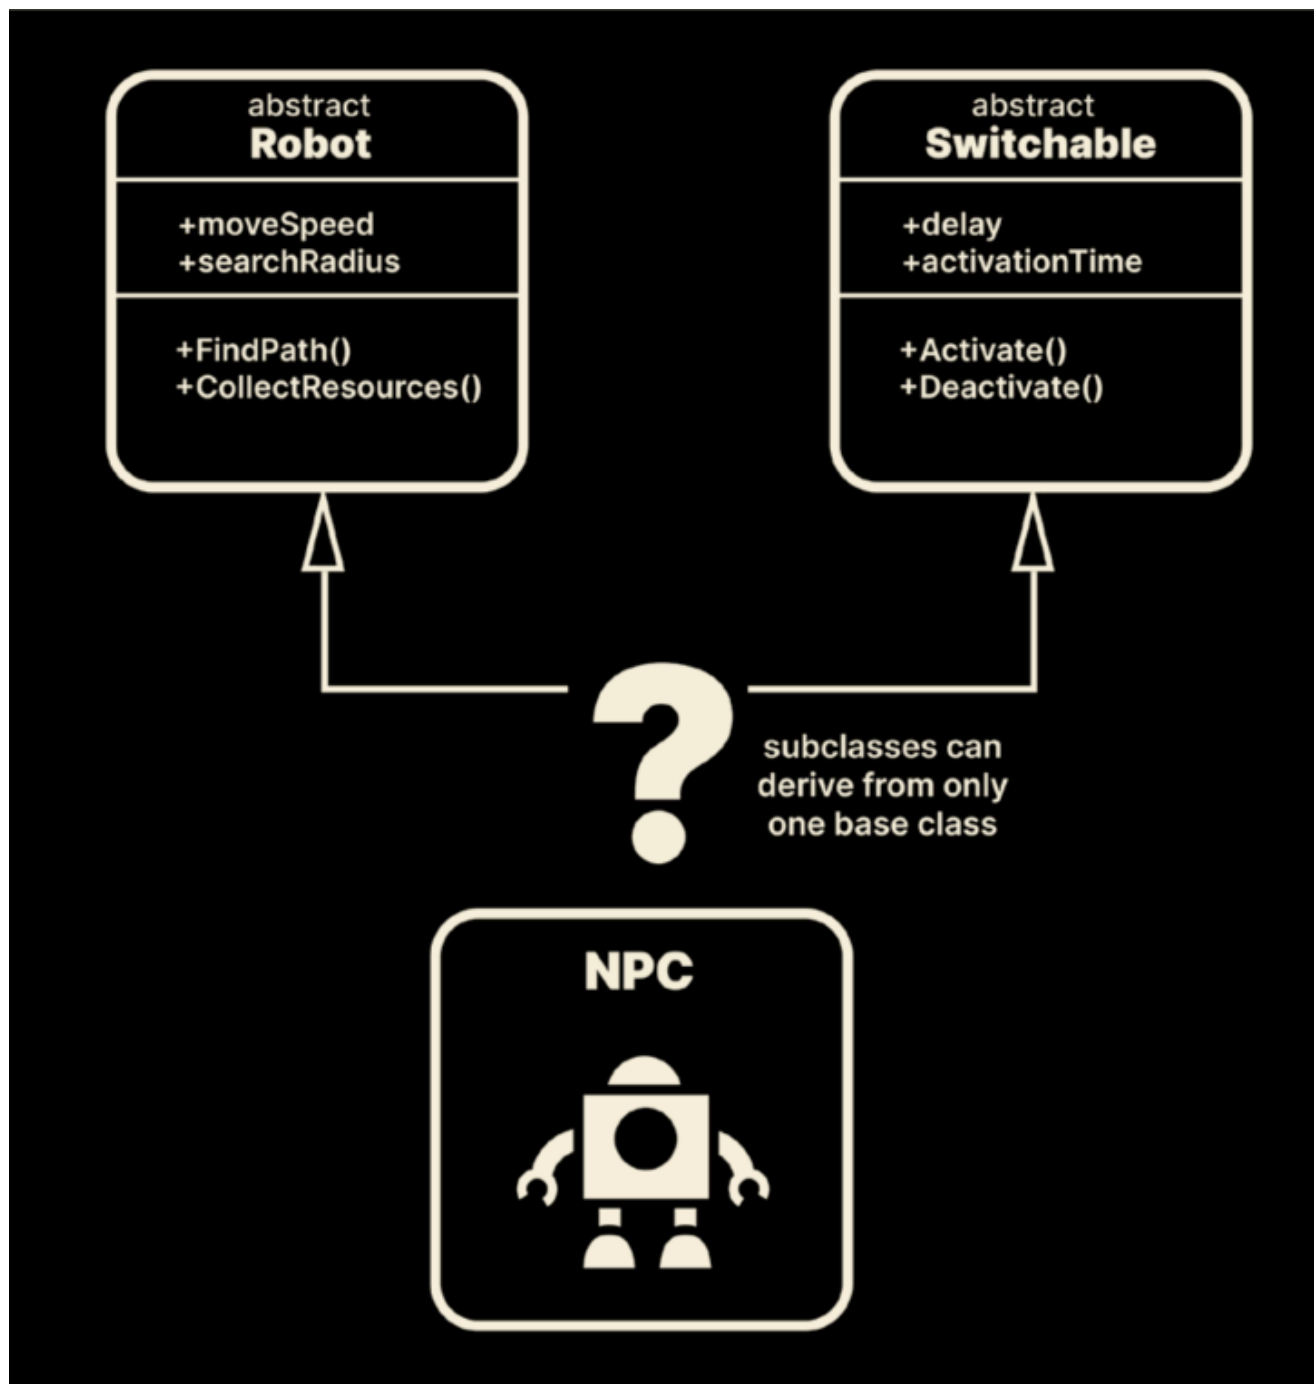 abstract
Robot
+moveSpeed
+searchRadius
+FindPath()
+CollectResources()
abstract
Switchable
+delay
+activationTime
+Activate()
+Deactivate()
?
subclasses can
derive from only
one base class
NPC